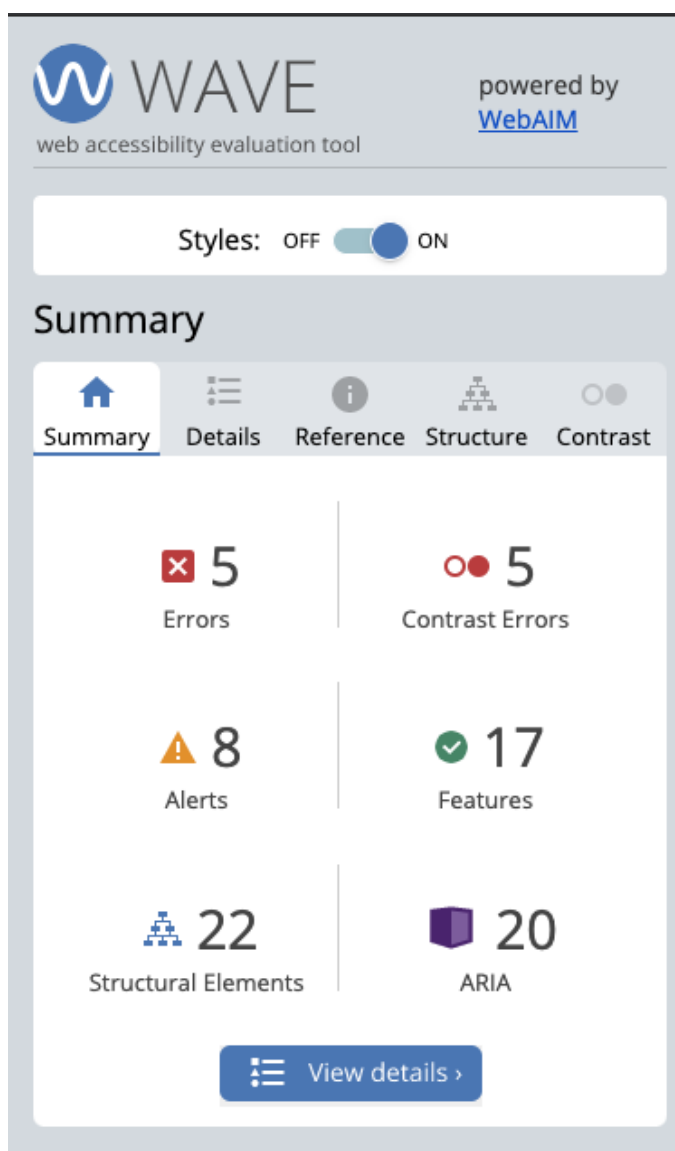 WAVE
powered by
WebAIM
web accessibility evaluation tool
Styles: OFF ON
Summary
Summary Details Reference Structure Contrast
5 5
Errors Contrast Errors
8 17
Alerts Features
22 20
Structural Elements ARIA
View details ›